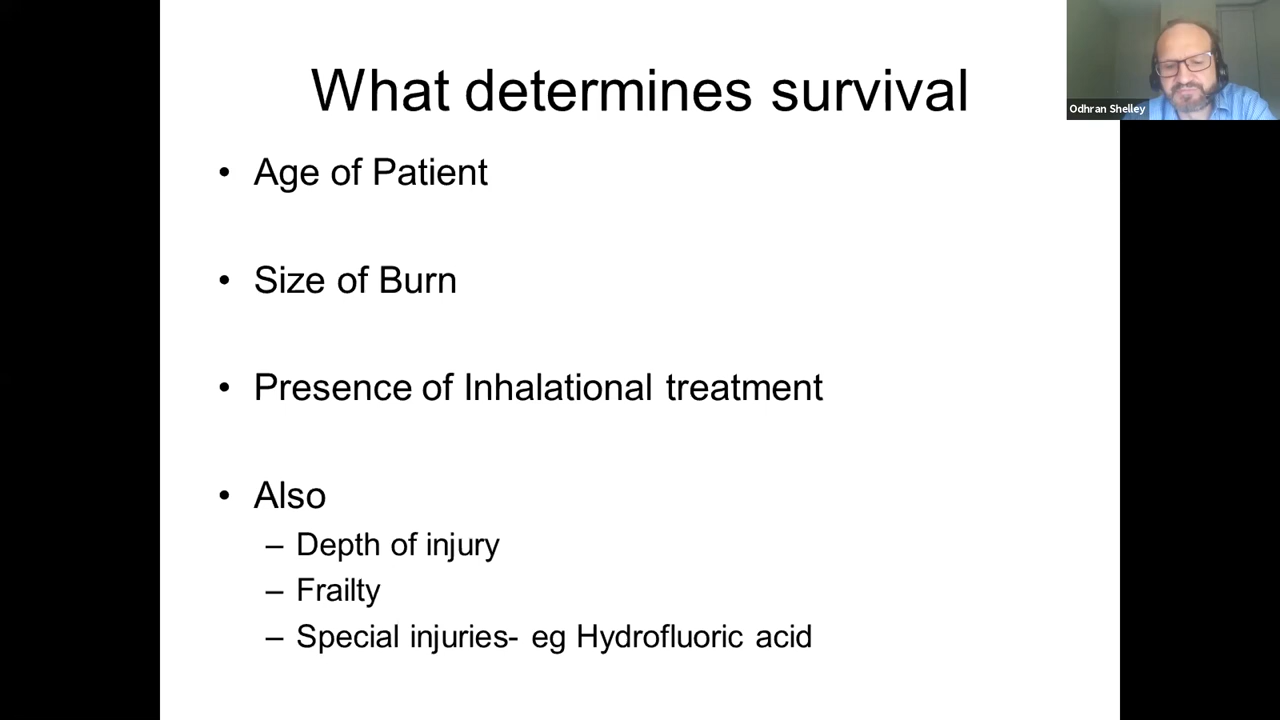 What determines survival
Odhran Shelley
• Age of Patient
• Size of Burn
• Presence of Inhalational treatment
• Also
– Depth of injury
– Frailty
– Special injuries- eg Hydrofluoric acid